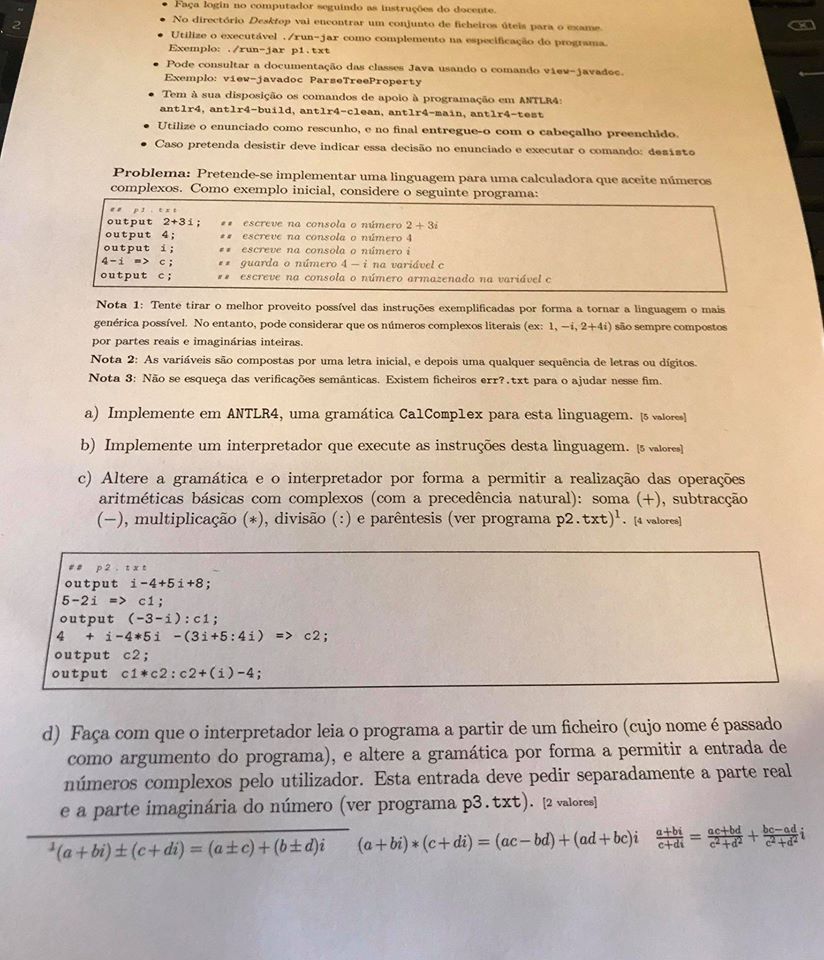 • Faça login no computador seguindo as instruções do docente.
• No directório Desktop vai encontrar um conjunto de ficheiros úteis para o exame.
• Utilize o executável ./run-jar como complemento na especificação do programa.
Exemplo: ./run-jar p1.txt
• Pode consultar a documentação das classes Java usando o comando view-javadoc.
Exemplo: view-javadoc ParseTreeProperty
• Tem à sua disposição os comandos de apoio à programação em ANTLR4:
antlr4, antlr4-build, antlr4-clean, antlr4-main, antlr4-test
• Utilize o enunciado como rescunho, e no final entregue-o com o cabeçalho preenchido.
• Caso pretenda desistir deve indicar essa decisão no enunciado e executar o comando: desisto
Problema: Pretende-se implementar uma linguagem para uma calculadora que aceite números
complexos. Como exemplo inicial, considere o seguinte programa:
## p1.txt
output 2+3i; ## escreve na consola o número 2 + 3i
output 4; ## escreve na consola o número 4
output i; ## escreve na consola o número i
4-i => c; ## guarda o número 4 − i na variável c
output c; ## escreve na consola o número armazenado na variável c
Nota 1: Tente tirar o melhor proveito possível das instruções exemplificadas por forma a tornar a linguagem o mais
genérica possível. No entanto, pode considerar que os números complexos literais (ex: 1, −i, 2+4i) são sempre compostos
por partes reais e imaginárias inteiras.
Nota 2: As variáveis são compostas por uma letra inicial, e depois uma qualquer sequência de letras ou dígitos.
Nota 3: Não se esqueça das verificações semânticas. Existem ficheiros err?.txt para o ajudar nesse fim.
a) Implemente em ANTLR4, uma gramática CalComplex para esta linguagem. [5 valores]
b) Implemente um interpretador que execute as instruções desta linguagem. [5 valores]
c) Altere a gramática e o interpretador por forma a permitir a realização das operações
aritméticas básicas com complexos (com a precedência natural): soma (+), subtracção
(−), multiplicação (*), divisão (:) e parêntesis (ver programa p2.txt)¹. [4 valores]
## p2.txt
output i-4+5i+8;
5-2i => c1;
output (-3-i):c1;
4 + i-4*5i -(3i+5:4i) => c2;
output c2;
output c1*c2:c2+(i)-4;
d) Faça com que o interpretador leia o programa a partir de um ficheiro (cujo nome é passado
como argumento do programa), e altere a gramática por forma a permitir a entrada de
números complexos pelo utilizador. Esta entrada deve pedir separadamente a parte real
e a parte imaginária do número (ver programa p3.txt). [2 valores]
¹(a+bi)±(c+di) = (a±c)+(b±d)i (a+bi)*(c+di) = (ac−bd)+(ad+bc)i a+bi/c+di = ac+bd/c²+d² + bc−ad/c²+d² i